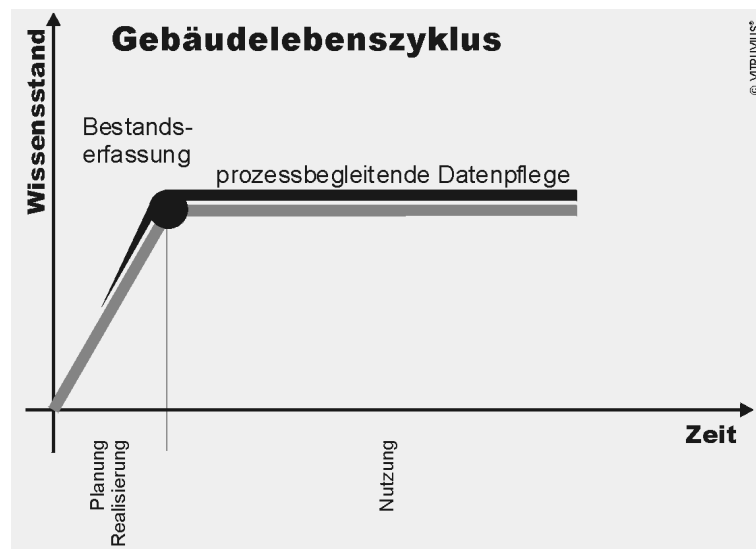 Gebäudelebenszyklus
© VITRUVIUS®
Wissensstand
Bestands-
erfassung
prozessbegleitende Datenpflege
Zeit
Planung
Realisierung
Nutzung